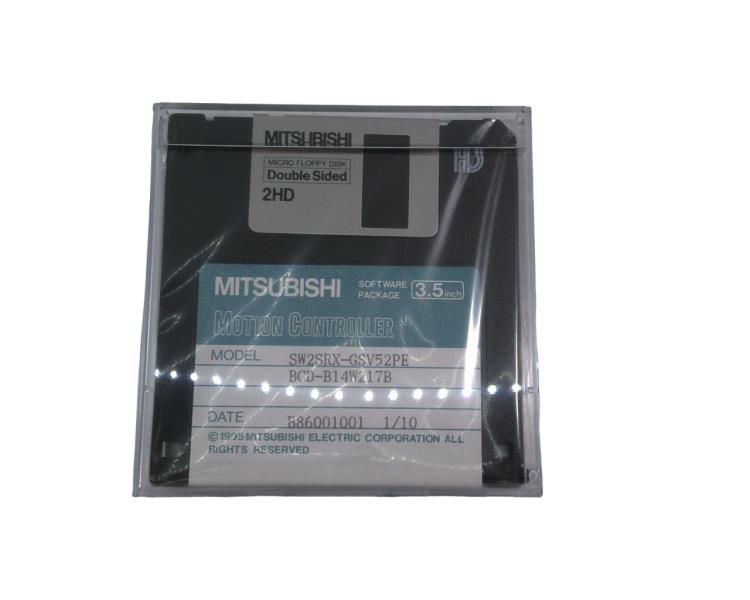 MITSUBISHI
MICRO FLOPPY DISK
Double Sided
2HD
HD
MITSUBISHI SOFTWARE PACKAGE 3.5inch
MOTION CONTROLLER
MODEL SW2SRX-GSV52PE
BCD-B14W217B
DATE B86001001 1/10
©1995 MITSUBISHI ELECTRIC CORPORATION ALL
RIGHTS RESERVED